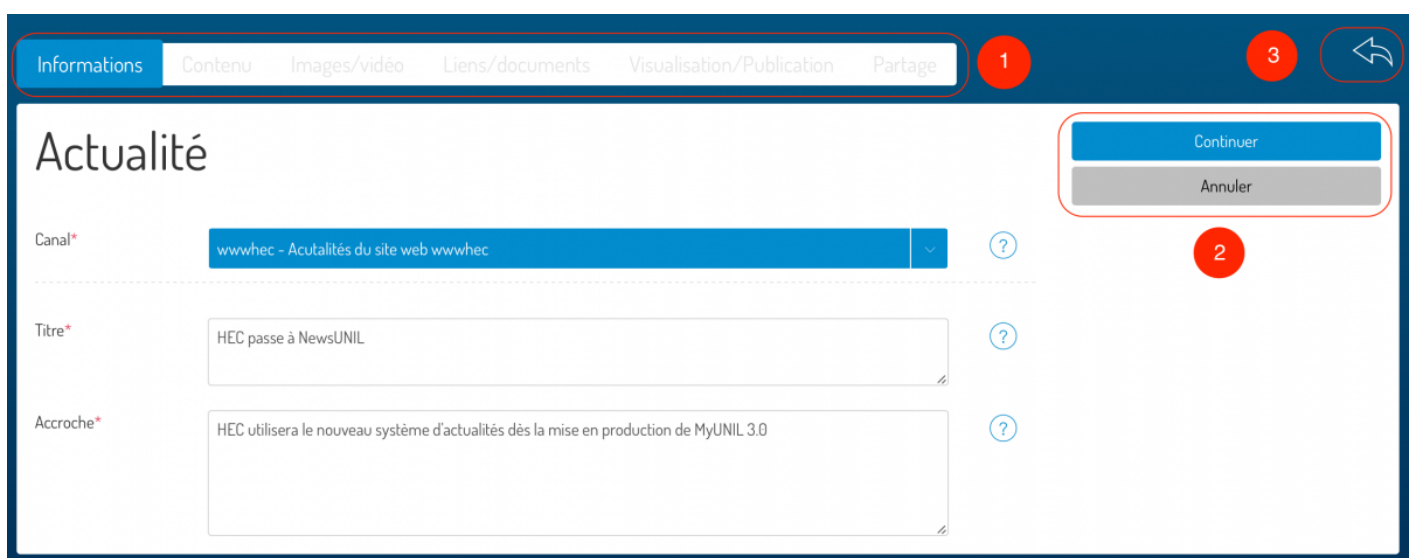 Informations Contenu Images/vidéo Liens/documents Visualisation/Publication Partage 1 3
Actualité
Continuer
Annuler
Canal*
wwwhec - Acutalités du site web wwwhec
?
2
Titre*
HEC passe à NewsUNIL
?
Accroche*
HEC utilisera le nouveau système d'actualités dès la mise en production de MyUNIL 3.0
?